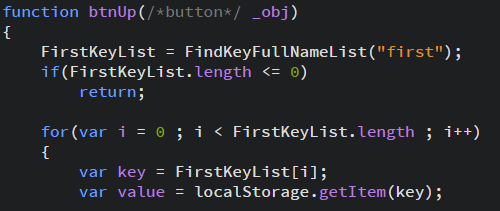 function btnUp(/*button*/ _obj)
{
    FirstKeyList = FindKeyFullNameList("first");
    if(FirstKeyList.length <= 0)
        return;

    for(var i = 0 ; i < FirstKeyList.length ; i++)
    {
        var key = FirstKeyList[i];
        var value = localStorage.getItem(key);